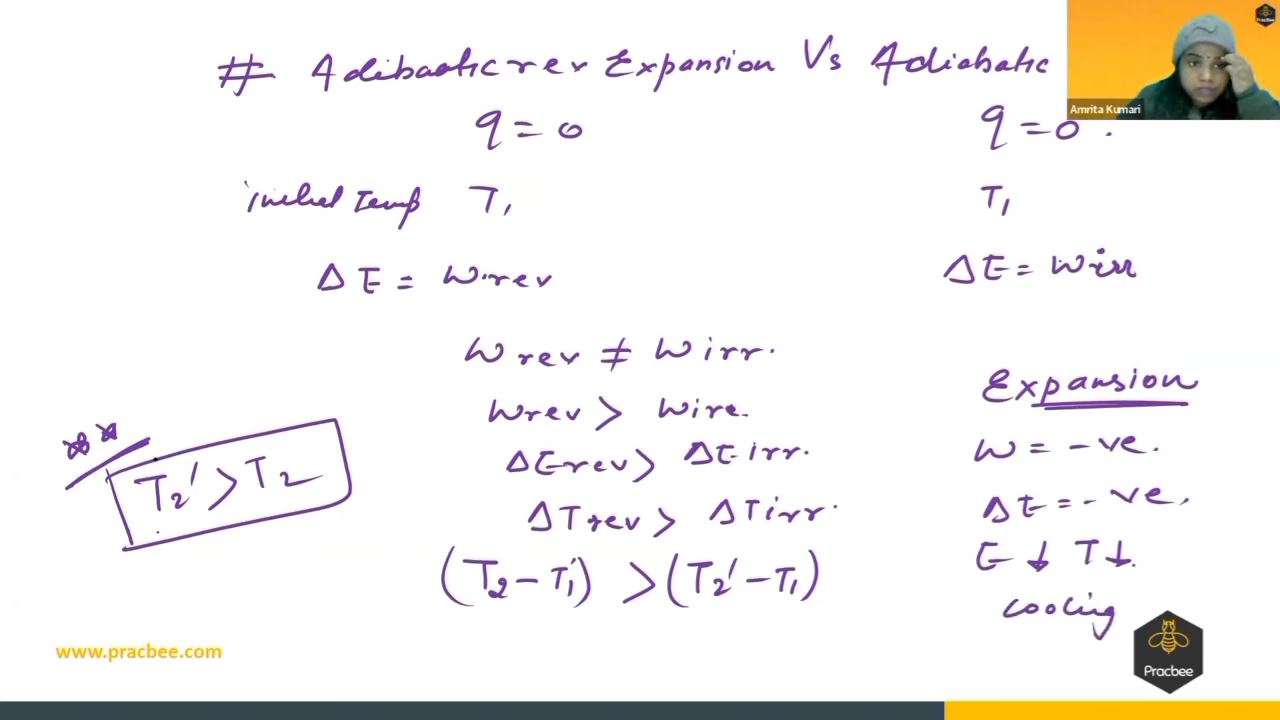 # Adibaatic rev Expansion Vs Adiabatic
Amrita Kumari
q = 0
q = 0.
initial Temp T₁
T₁
ΔE = Wrev
ΔE = Wirr
Wrev ≠ Wirr.
Wrev > Wirr.
ΔErev > ΔEirr.
ΔTrev > ΔTirr.
(T₂ - T₁') > (T₂' - T₁)
T₂' > T₂
Expansion
W = -ve.
ΔE = -ve.
E ↓ T ↓.
cooling
www.pracbee.com
Pracbee